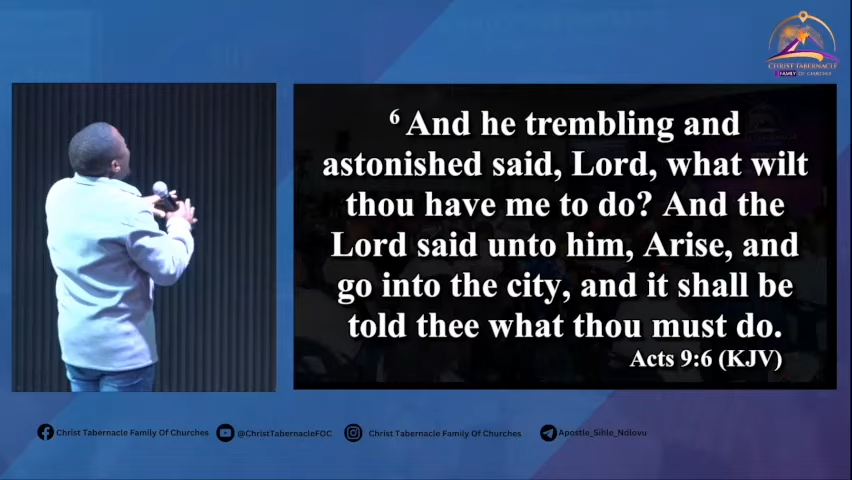 CHRIST TABERNACLE
FAMILY OF CHURCHES
6 And he trembling and
astonished said, Lord, what wilt
thou have me to do? And the
Lord said unto him, Arise, and
go into the city, and it shall be
told thee what thou must do.
Acts 9:6 (KJV)
Christ Tabernacle Family Of Churches
@ChristTabernacleFOC
Christ Tabernacle Family Of Churches
Apostle_Sihle_Ndlovu